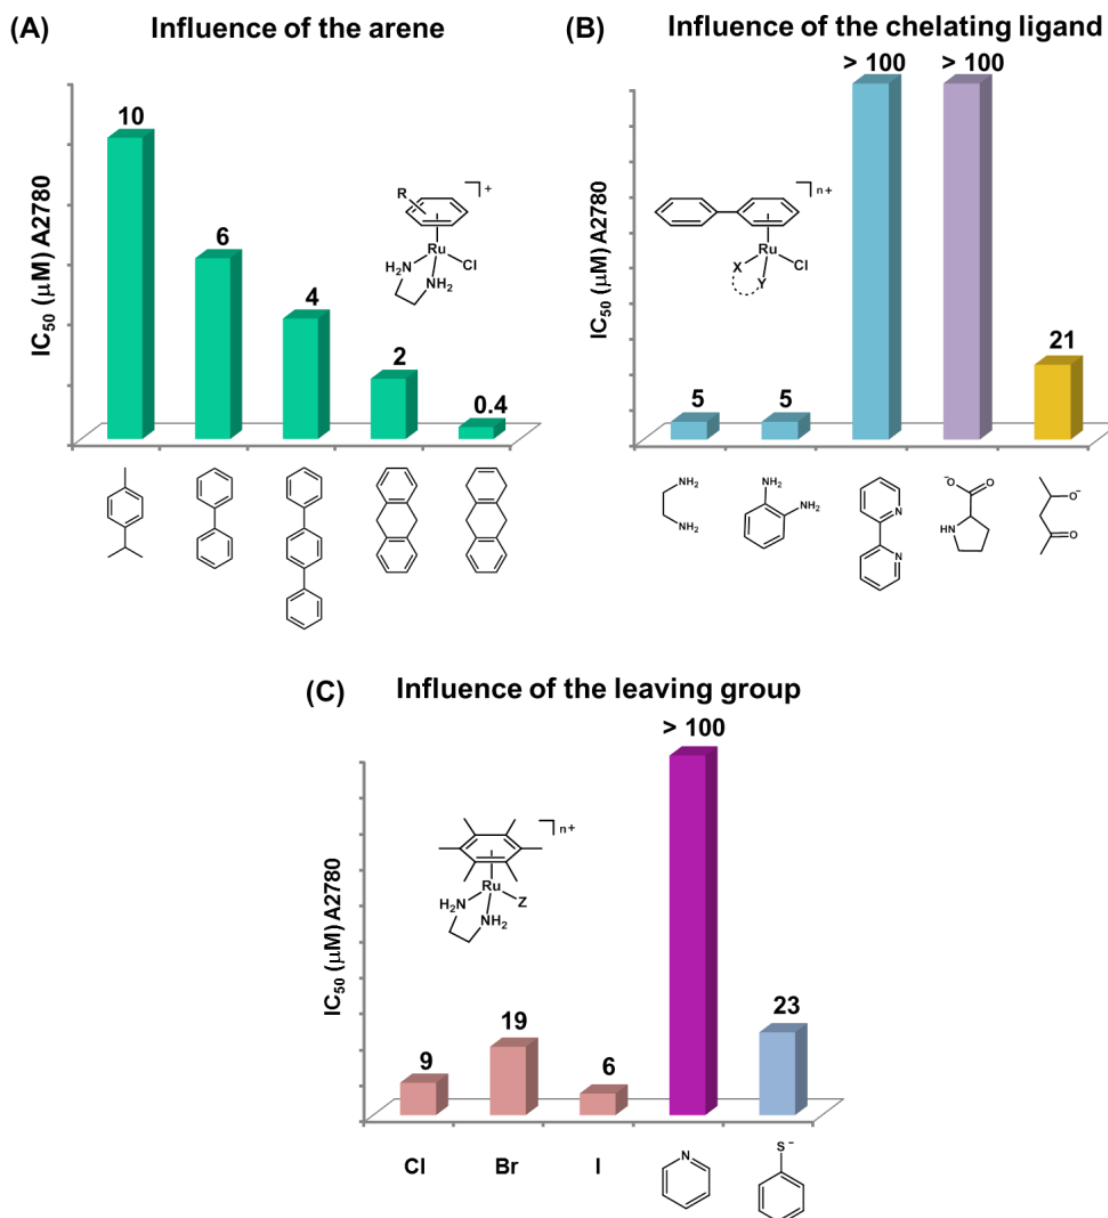 (A) Influence of the arene
IC50 (μM) A2780
10
6
4
2
0.4
R
+
Ru
H2N
Cl
NH2
(B) Influence of the chelating ligand
IC50 (μM) A2780
5
5
> 100
> 100
21
n+
Ru
X
Cl
Y
NH2
NH2
NH2
NH2
N
N
-O
O
HN
O-
O
(C) Influence of the leaving group
IC50 (μM) A2780
9
19
6
> 100
23
n+
Ru
H2N
Z
NH2
Cl
Br
I
N
S-